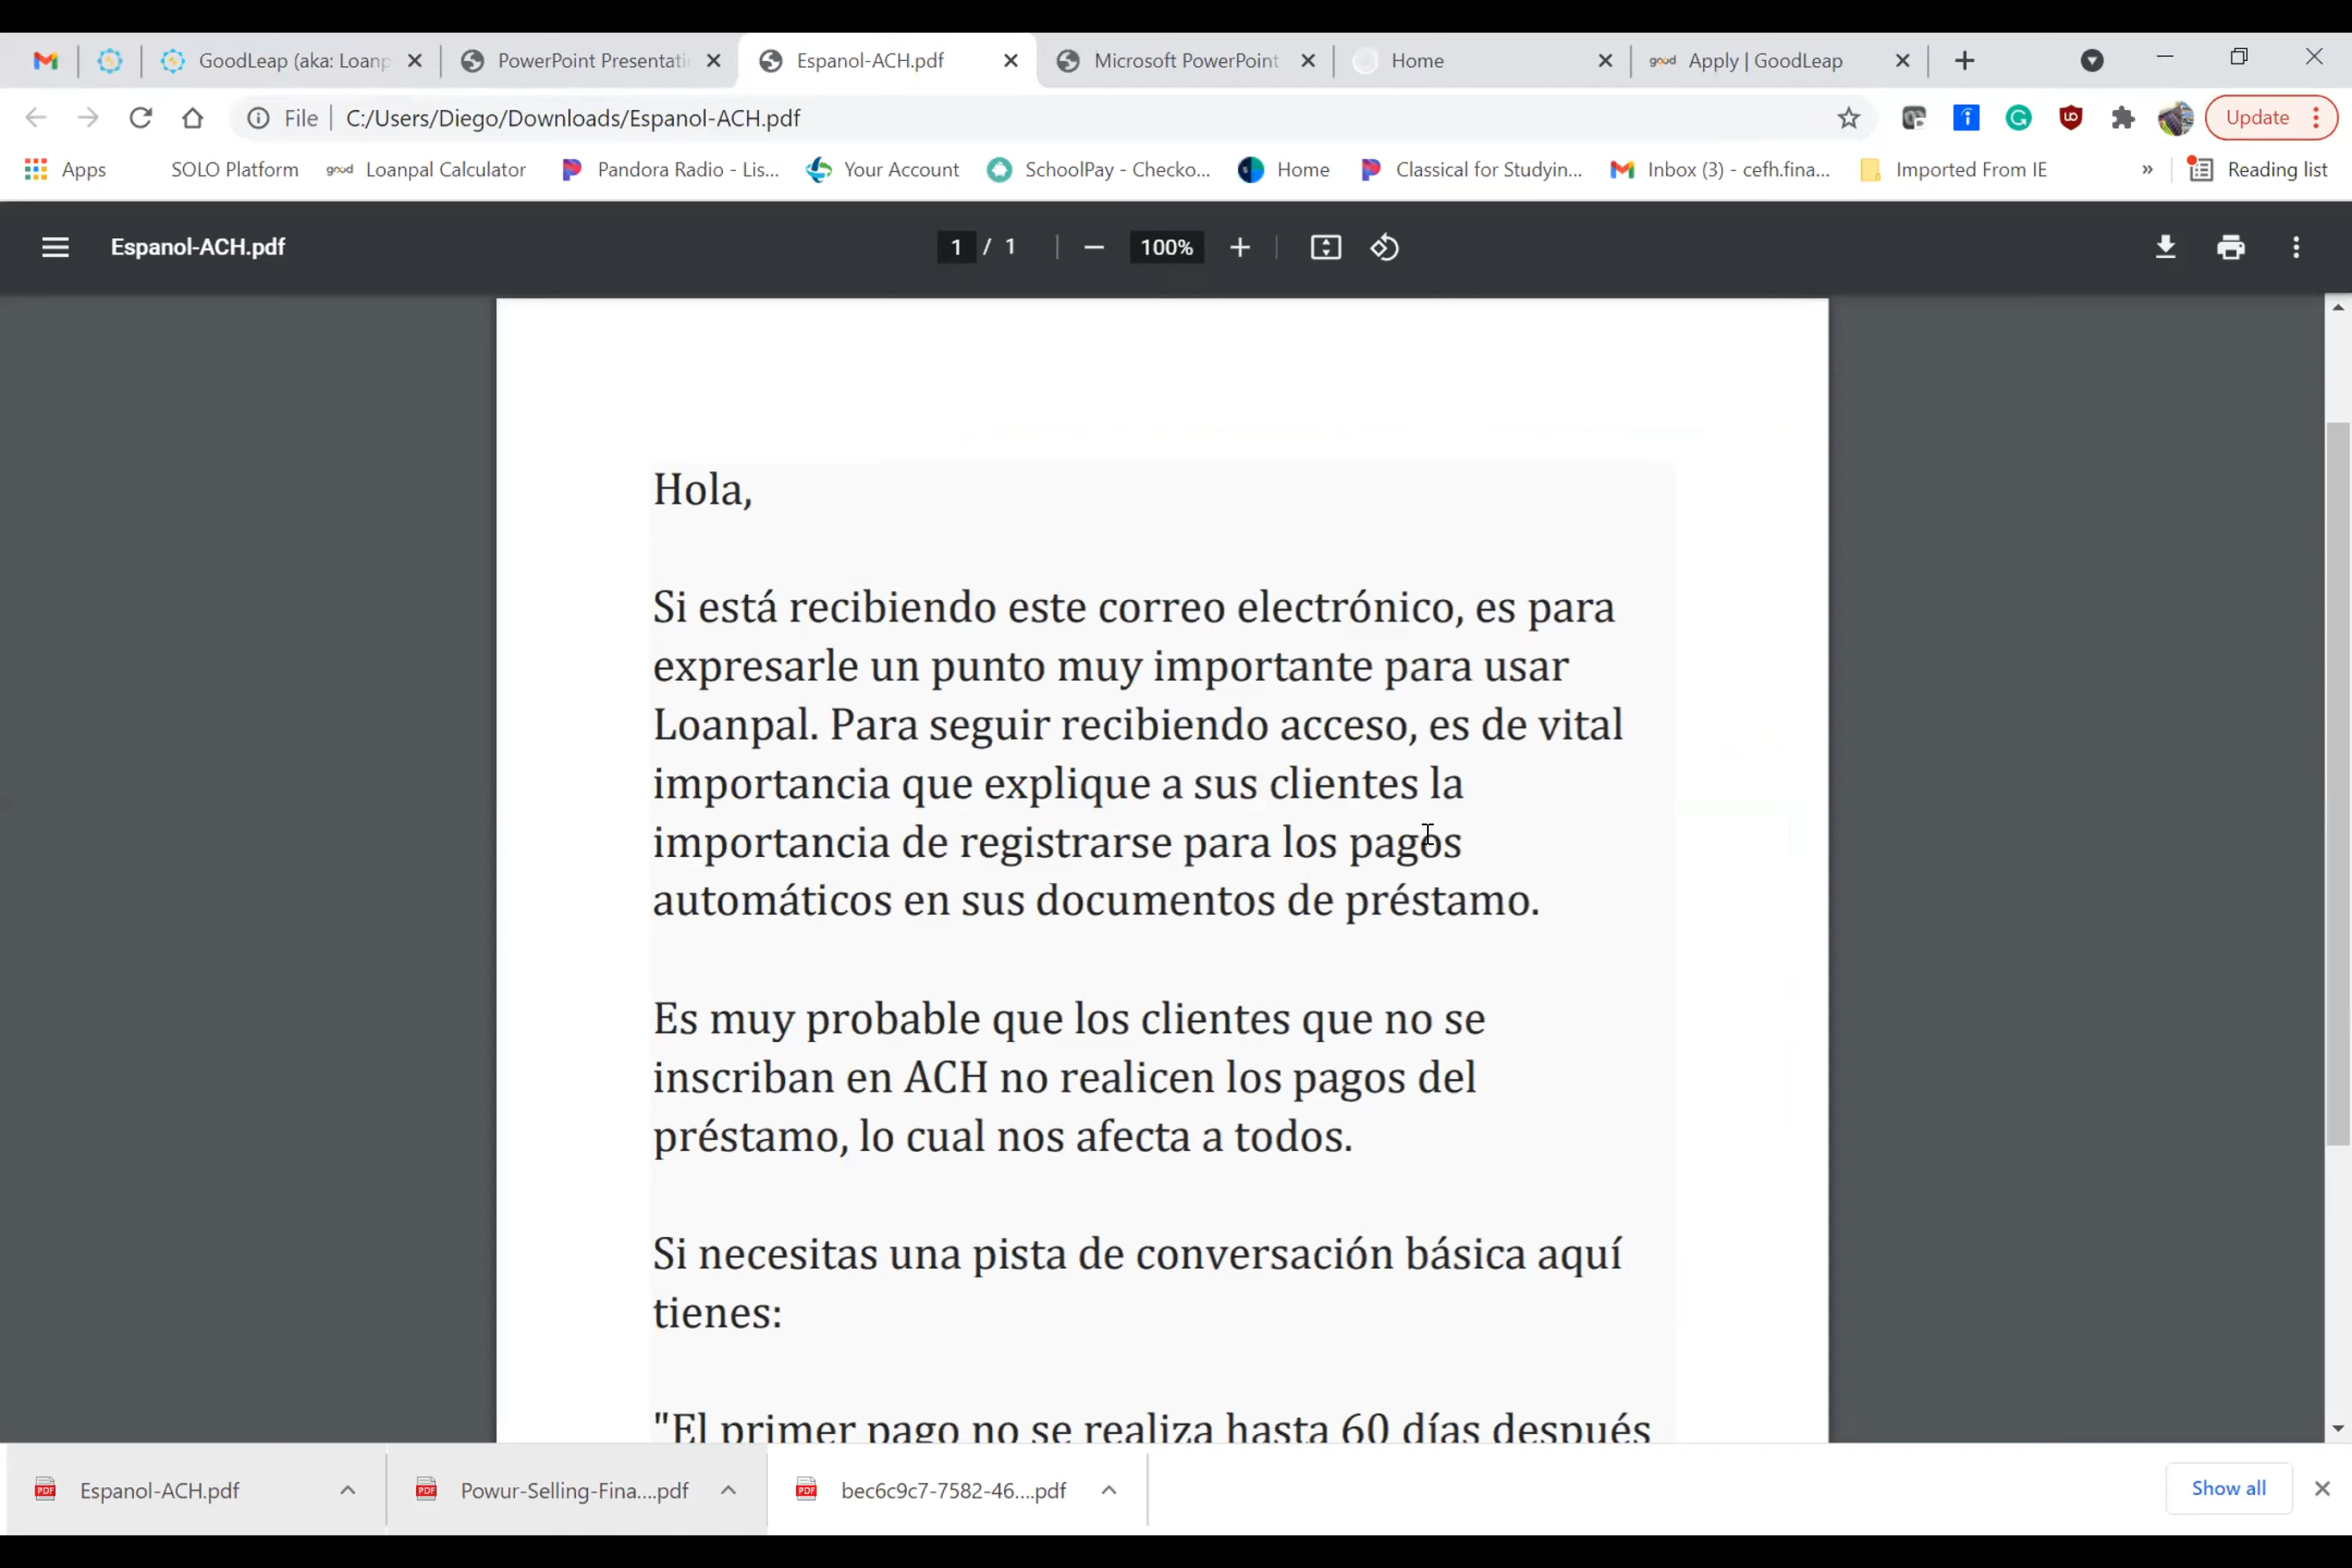 GoodLeap (aka: Loanp
PowerPoint Presentati
Espanol-ACH.pdf
Microsoft PowerPoint
Home
good Apply | GoodLeap
File | C:/Users/Diego/Downloads/Espanol-ACH.pdf
Update
Apps
SOLO Platform
good Loanpal Calculator
Pandora Radio - Lis...
Your Account
SchoolPay - Checko...
Home
Classical for Studyin...
Inbox (3) - cefh.fina...
Imported From IE
»
Reading list
Espanol-ACH.pdf
1 / 1
100%
Hola,
Si está recibiendo este correo electrónico, es para
expresarle un punto muy importante para usar
Loanpal. Para seguir recibiendo acceso, es de vital
importancia que explique a sus clientes la
importancia de registrarse para los pagos
automáticos en sus documentos de préstamo.
Es muy probable que los clientes que no se
inscriban en ACH no realicen los pagos del
préstamo, lo cual nos afecta a todos.
Si necesitas una pista de conversación básica aquí
tienes:
"El primer pago no se realiza hasta 60 días después
PDF Espanol-ACH.pdf
PDF Powur-Selling-Fina....pdf
PDF bec6c9c7-7582-46....pdf
Show all